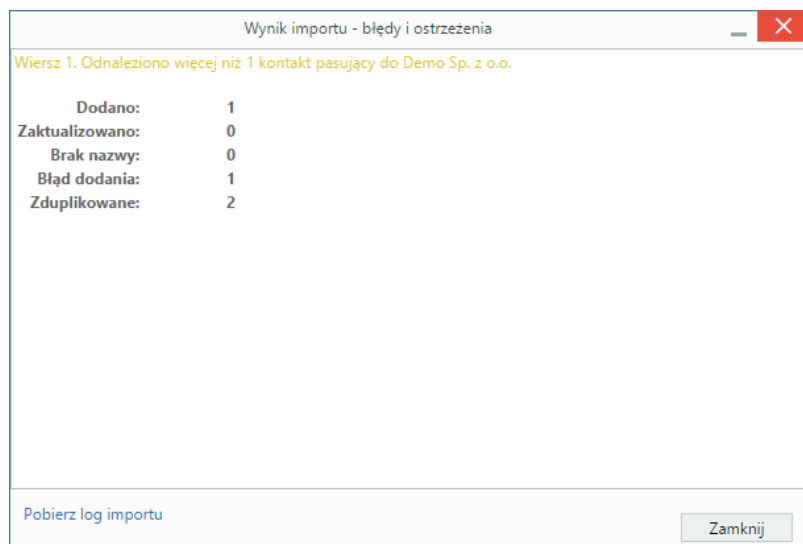 Wynik importu - błędy i ostrzeżenia
Wiersz 1. Odnaleziono więcej niż 1 kontakt pasujący do Demo Sp. z o.o.
Dodano: 1
Zaktualizowano: 0
Brak nazwy: 0
Błąd dodania: 1
Zduplikowane: 2
Pobierz log importu
Zamknij